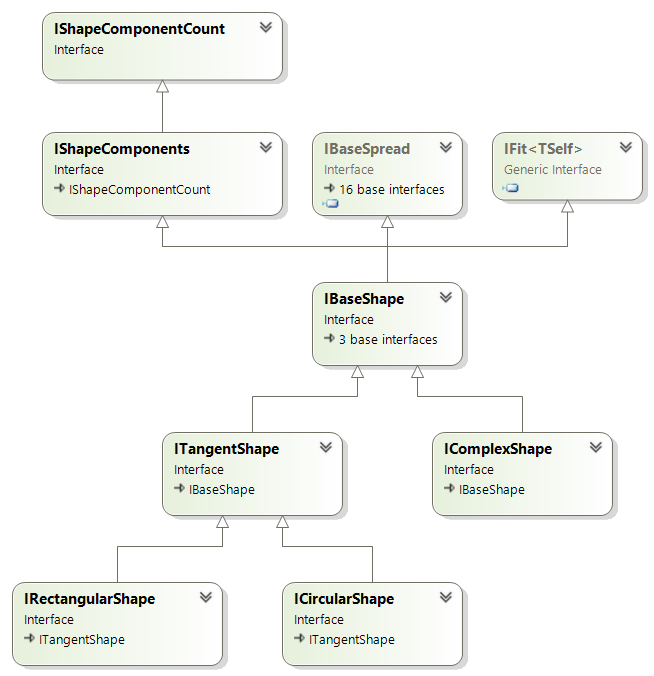 IShapeComponentCount
Interface
IShapeComponents
Interface
IShapeComponentCount
IBaseSpread
Interface
16 base interfaces
IFit<TSelf>
Generic Interface
IBaseShape
Interface
3 base interfaces
ITangentShape
Interface
IBaseShape
IComplexShape
Interface
IBaseShape
IRectangularShape
Interface
ITangentShape
ICircularShape
Interface
ITangentShape